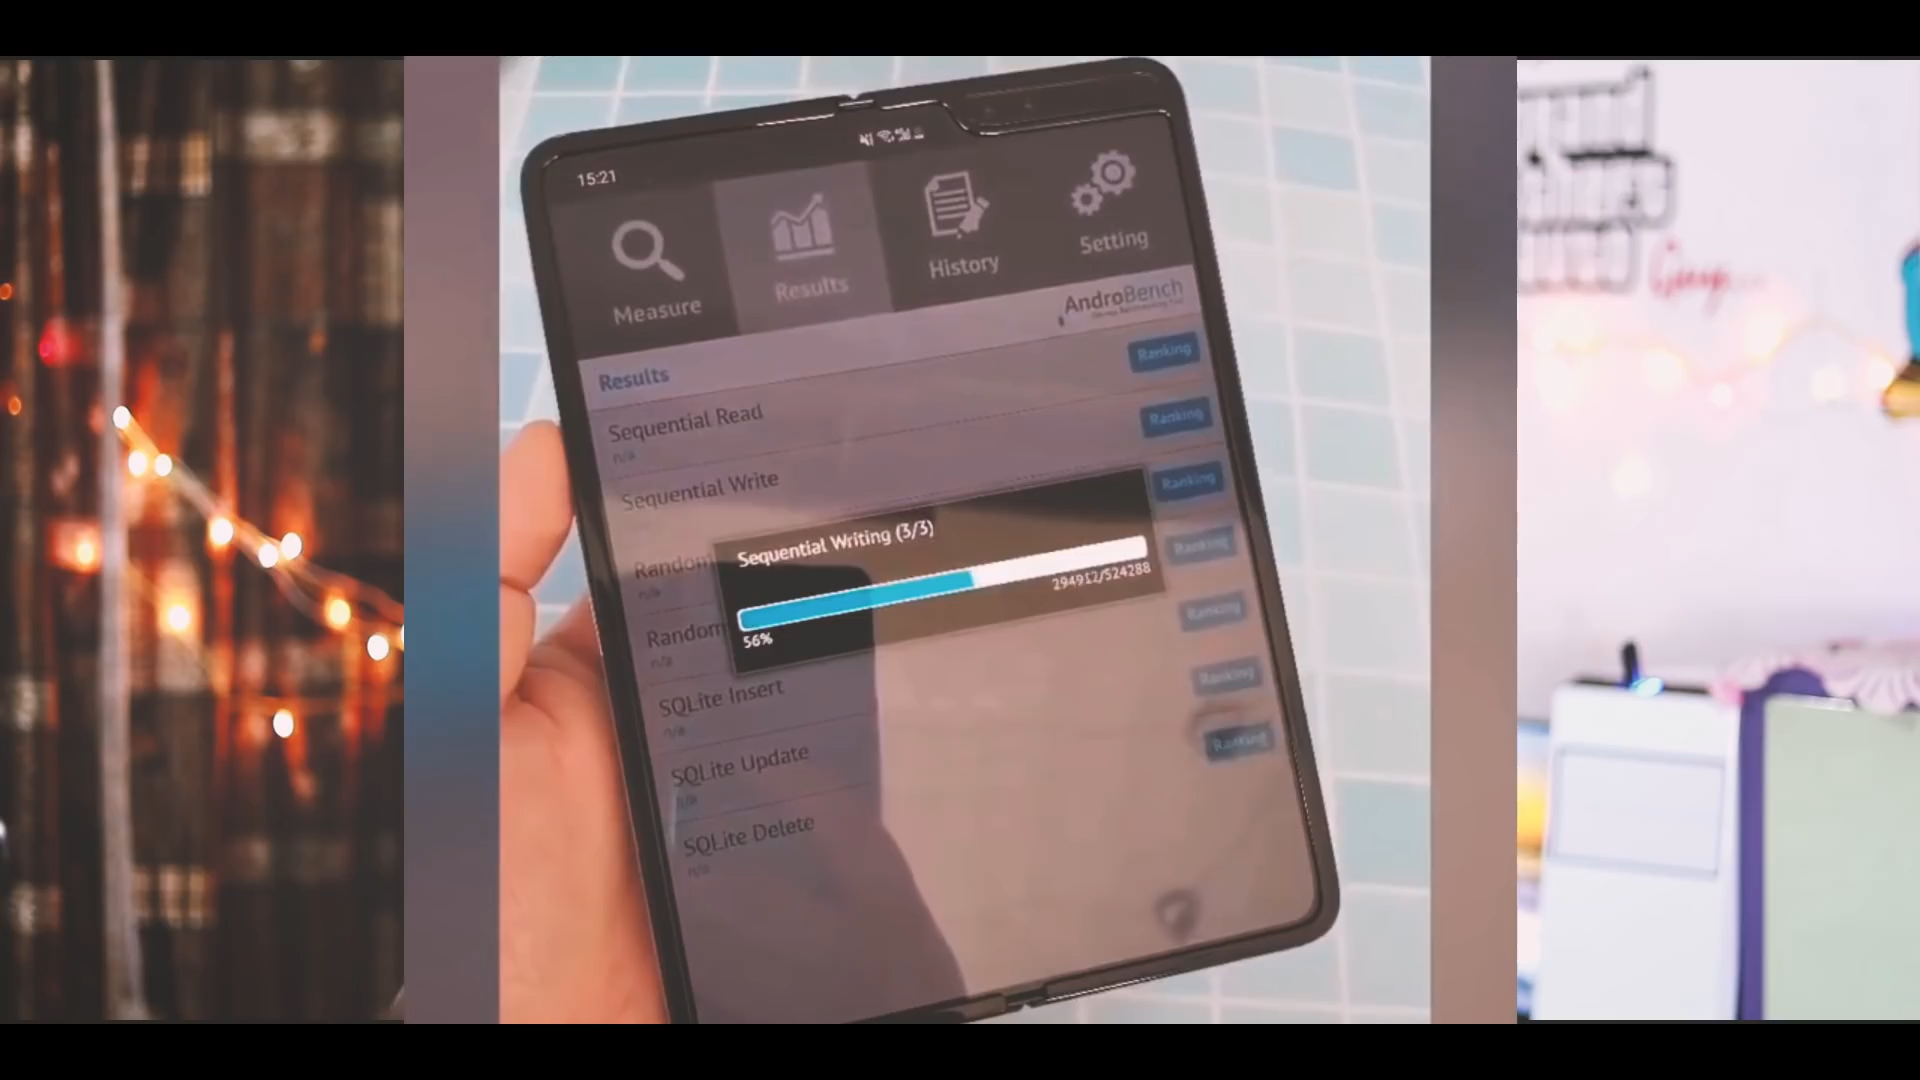 15:21
Measure
Results
History
Setting
AndroBench
Results
Sequential Read
n/a
Ranking
Sequential Write
Ranking
Random
n/a
Ranking
Random
n/a
Ranking
SQLite Insert
n/a
Ranking
SQLite Update
n/a
Ranking
SQLite Delete
n/a
Ranking
Sequential Writing (3/3)
294912/524288
56%